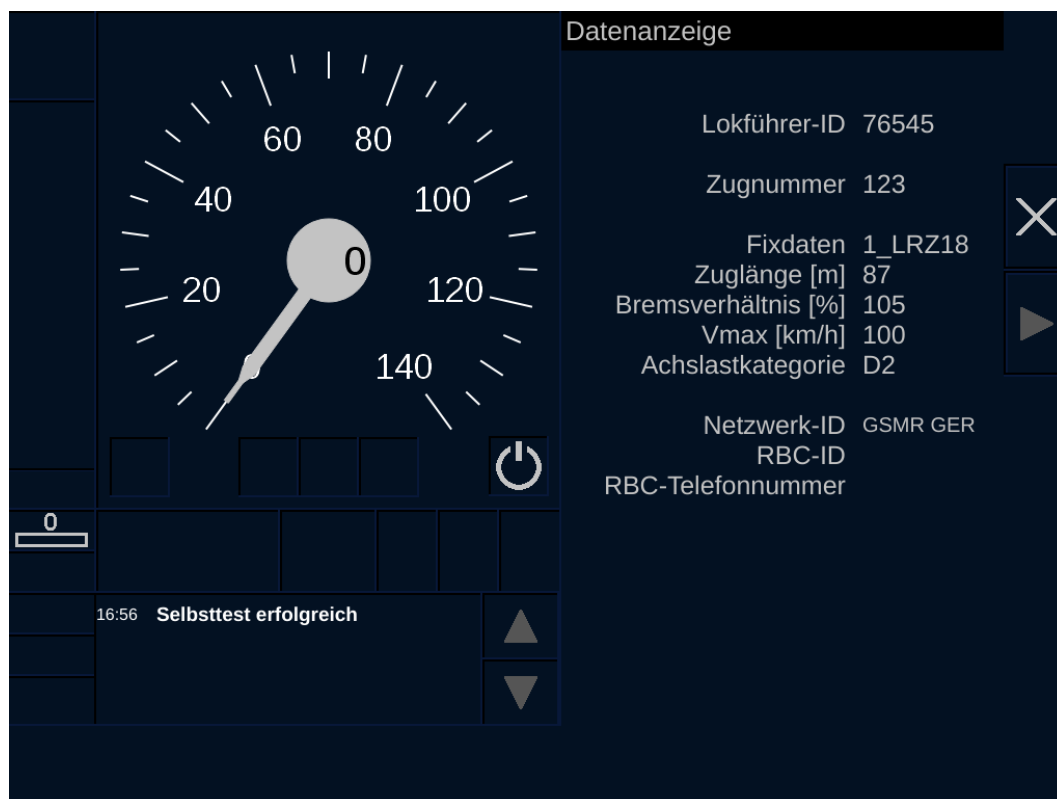 Datenanzeige
60 80
40 100
0
20 120
0 140
Lokführer-ID 76545
Zugnummer 123
Fixdaten 1_LRZ18
Zuglänge [m] 87
Bremsverhältnis [%] 105
Vmax [km/h] 100
Achslastkategorie D2
Netzwerk-ID GSMR GER
RBC-ID
RBC-Telefonnummer
0
16:56 Selbsttest erfolgreich